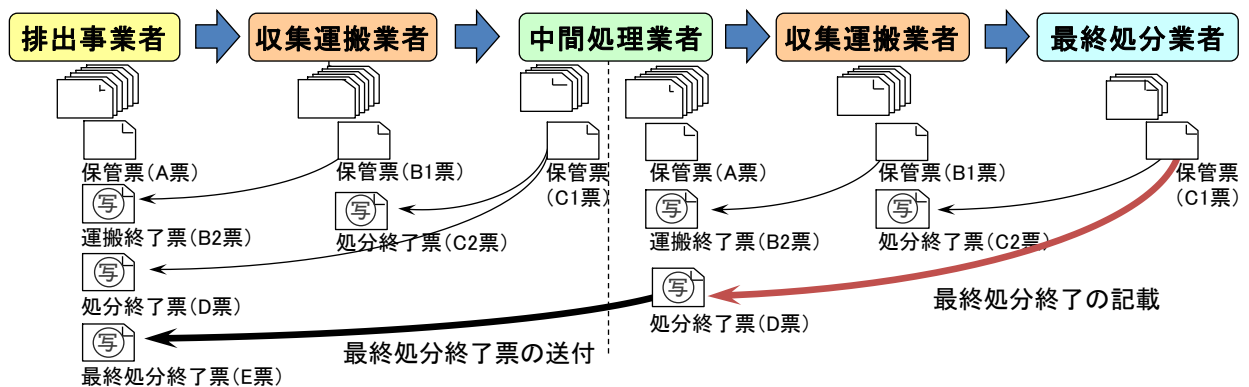 排出事業者
収集運搬業者
中間処理業者
収集運搬業者
最終処分業者
保管票(A票)
写
運搬終了票(B2票)
写
処分終了票(D票)
写
最終処分終了票(E票)
保管票(B1票)
写
処分終了票(C2票)
保管票
(C1票)
保管票(A票)
写
運搬終了票(B2票)
写
処分終了票(D票)
保管票(B1票)
写
処分終了票(C2票)
保管票
(C1票)
最終処分終了の記載
最終処分終了票の送付